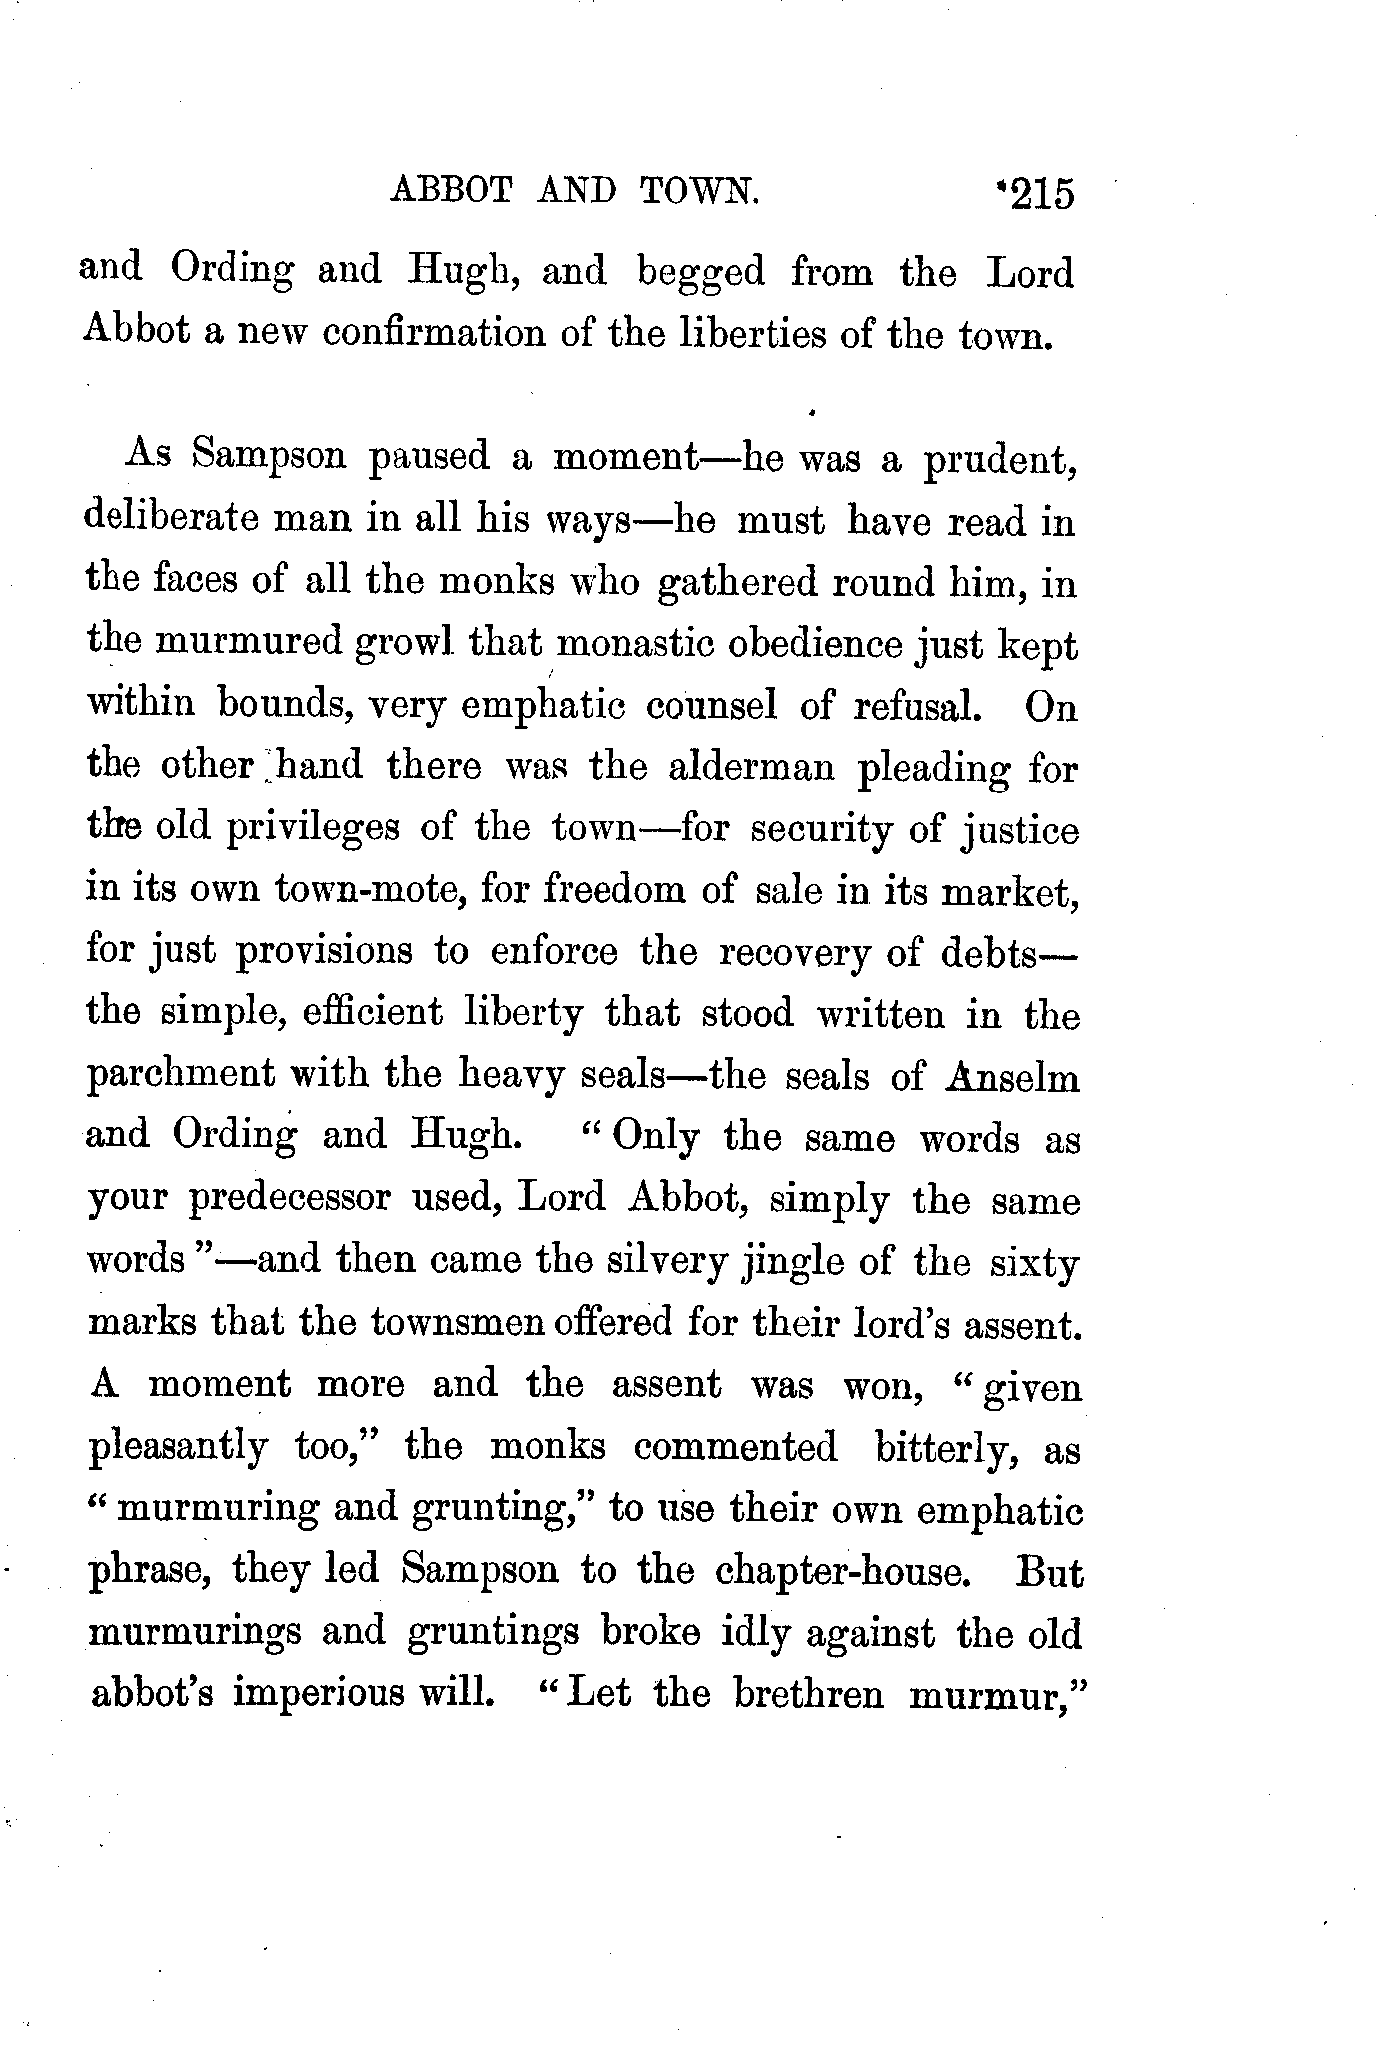 ABBOT AND TOWN. 215
and Ording and Hugh, and begged from the Lord
Abbot a new confirmation of the liberties of the town.
As Sampson paused a moment—he was a prudent,
deliberate man in all his ways—he must have read in
the faces of all the monks who gathered round him, in
the murmured growl that monastic obedience just kept
within bounds, very emphatic counsel of refusal. On
the other hand there was the alderman pleading for
the old privileges of the town—for security of justice
in its own town-mote, for freedom of sale in its market,
for just provisions to enforce the recovery of debts—
the simple, efficient liberty that stood written in the
parchment with the heavy seals—the seals of Anselm
and Ording and Hugh. “Only the same words as
your predecessor used, Lord Abbot, simply the same
words”—and then came the silvery jingle of the sixty
marks that the townsmen offered for their lord’s assent.
A moment more and the assent was won, “given
pleasantly too,” the monks commented bitterly, as
“murmuring and grunting,” to use their own emphatic
phrase, they led Sampson to the chapter-house. But
murmurings and gruntings broke idly against the old
abbot’s imperious will. “Let the brethren murmur,”